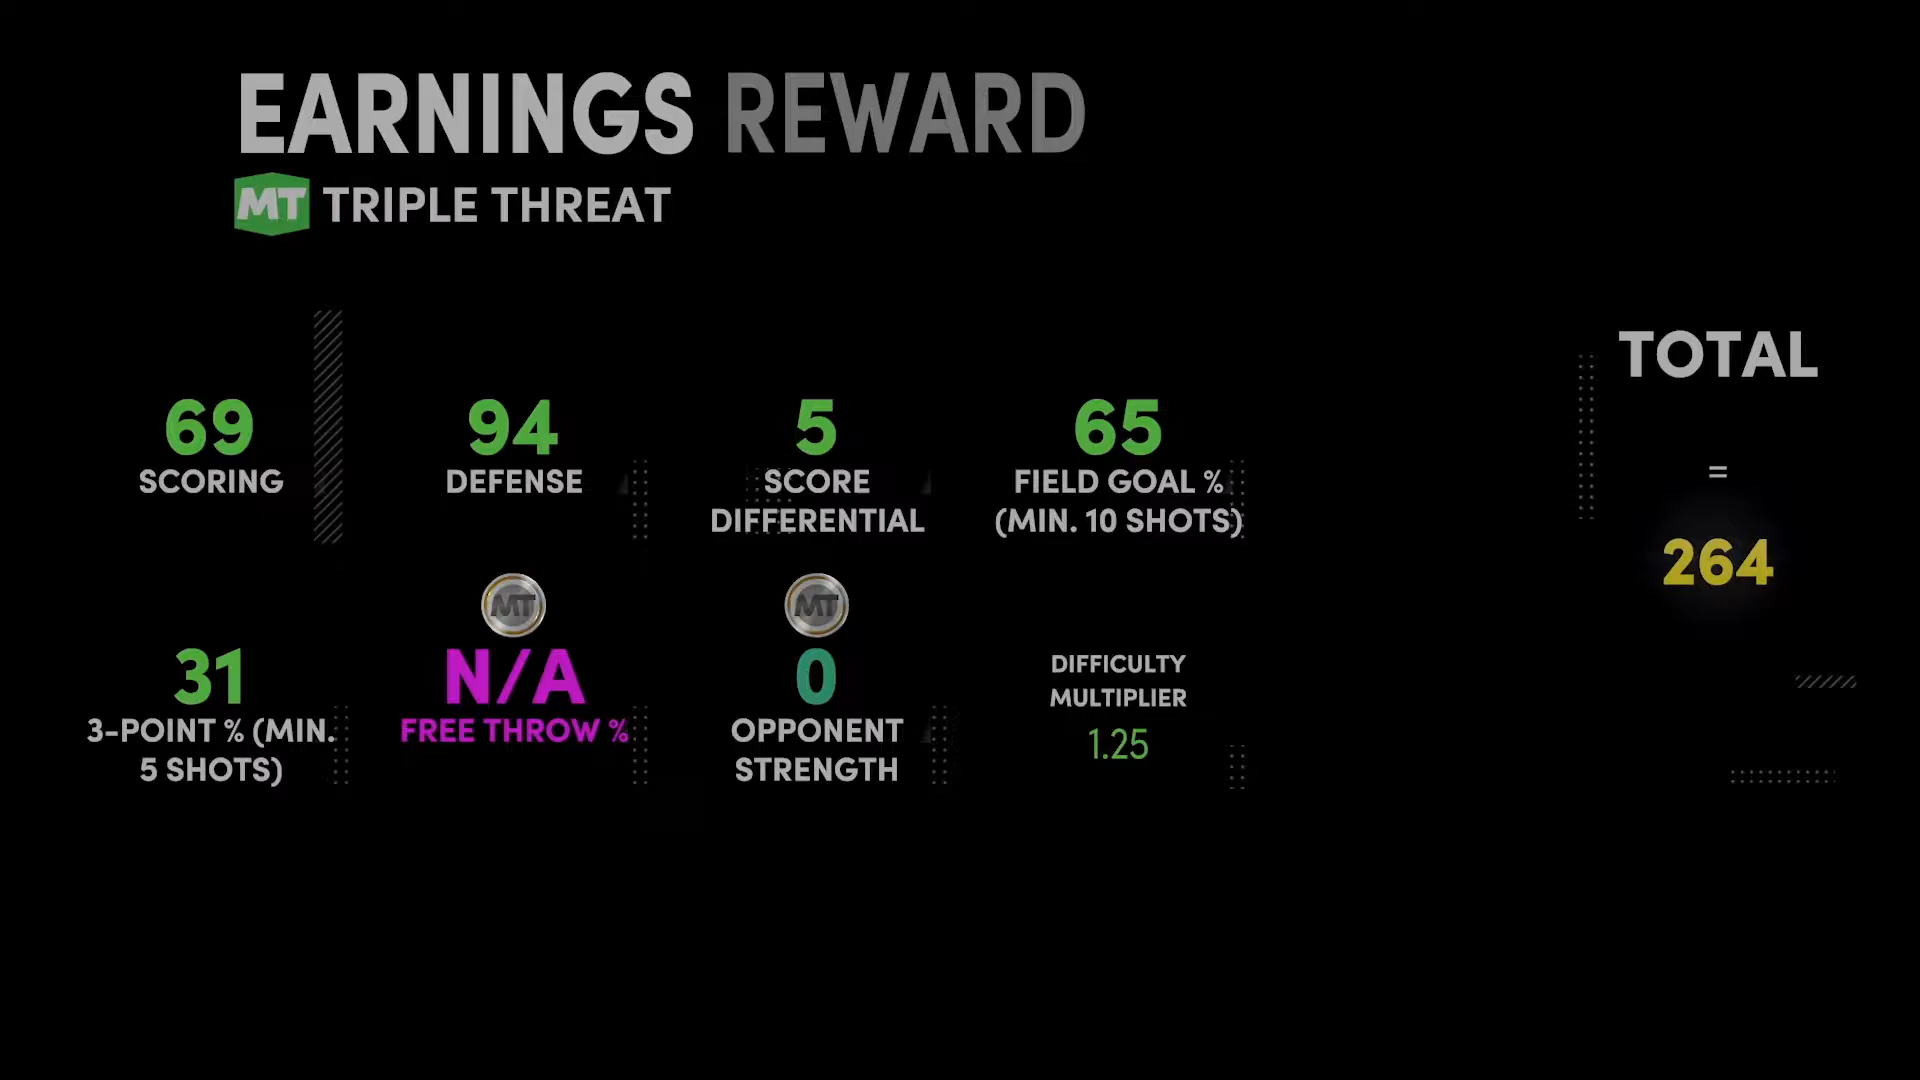 EARNINGS REWARD
MT TRIPLE THREAT
TOTAL
69
SCORING
94
DEFENSE
5
SCORE
DIFFERENTIAL
65
FIELD GOAL %
(MIN. 10 SHOTS)
=
264
31
3-POINT % (MIN.
5 SHOTS)
MT
N/A
FREE THROW %
MT
0
OPPONENT
STRENGTH
DIFFICULTY
MULTIPLIER
1.25